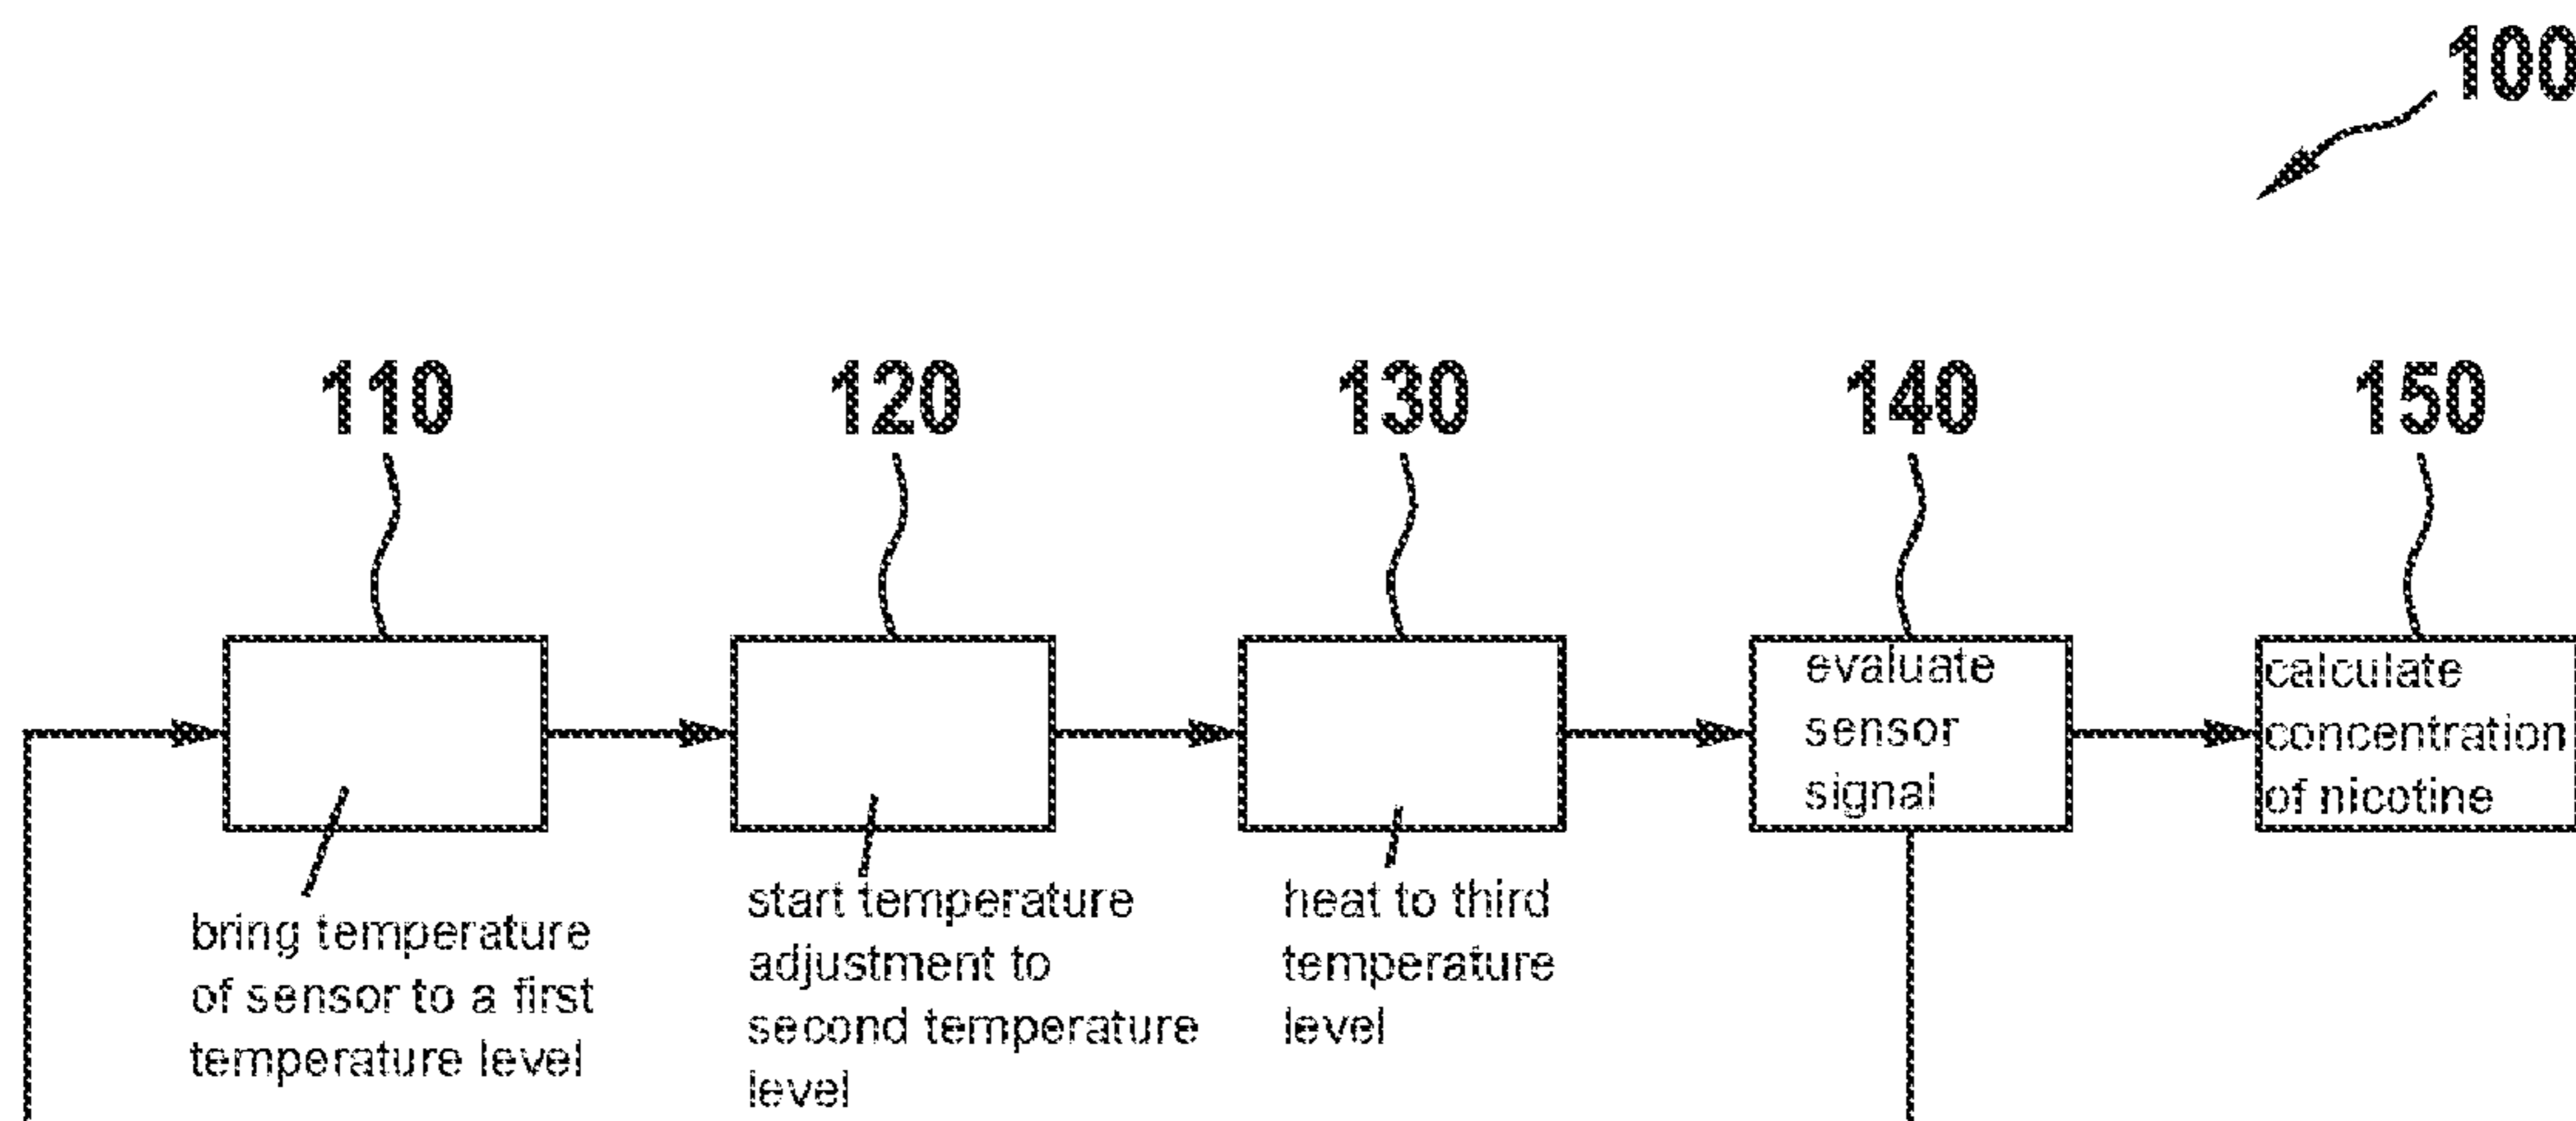 100
110
120
130
140
150
evaluate
sensor
signal
calculate
concentration
of nicotine
bring temperature
of sensor to a first
temperature level
start temperature
adjustment to
second temperature
level
heat to third
temperature
level